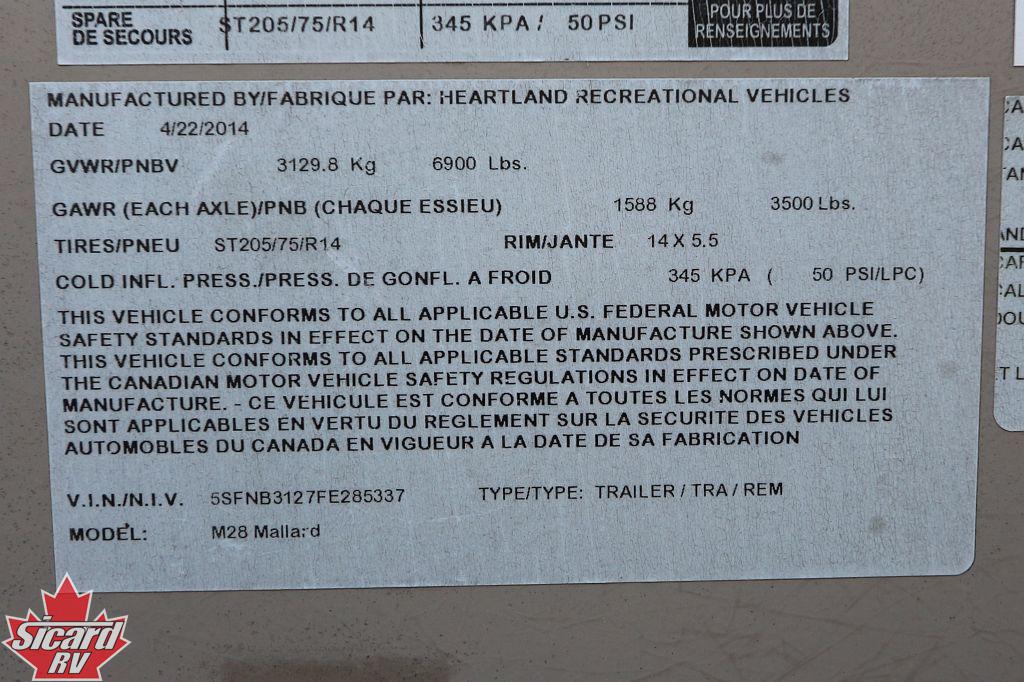 SPARE ST205/75/R14 345 KPA / 50 PSI
DE SECOURS
POUR PLUS DE
RENSEIGNEMENTS
MANUFACTURED BY/FABRIQUE PAR: HEARTLAND RECREATIONAL VEHICLES
DATE 4/22/2014
GVWR/PNBV 3129.8 Kg 6900 Lbs.
GAWR (EACH AXLE)/PNB (CHAQUE ESSIEU) 1588 Kg 3500 Lbs.
TIRES/PNEU ST205/75/R14 RIM/JANTE 14 X 5.5
COLD INFL. PRESS./PRESS. DE GONFL. A FROID 345 KPA ( 50 PSI/LPC)
THIS VEHICLE CONFORMS TO ALL APPLICABLE U.S. FEDERAL MOTOR VEHICLE
SAFETY STANDARDS IN EFFECT ON THE DATE OF MANUFACTURE SHOWN ABOVE.
THIS VEHICLE CONFORMS TO ALL APPLICABLE STANDARDS PRESCRIBED UNDER
THE CANADIAN MOTOR VEHICLE SAFETY REGULATIONS IN EFFECT ON DATE OF
MANUFACTURE. - CE VEHICULE EST CONFORME A TOUTES LES NORMES QUI LUI
SONT APPLICABLES EN VERTU DU REGLEMENT SUR LA SECURITE DES VEHICLES
AUTOMOBILES DU CANADA EN VIGUEUR A LA DATE DE SA FABRICATION
V.I.N./N.I.V. 5SFNB3127FE285337 TYPE/TYPE: TRAILER / TRA / REM
MODEL: M28 Mallard
Sicard
RV